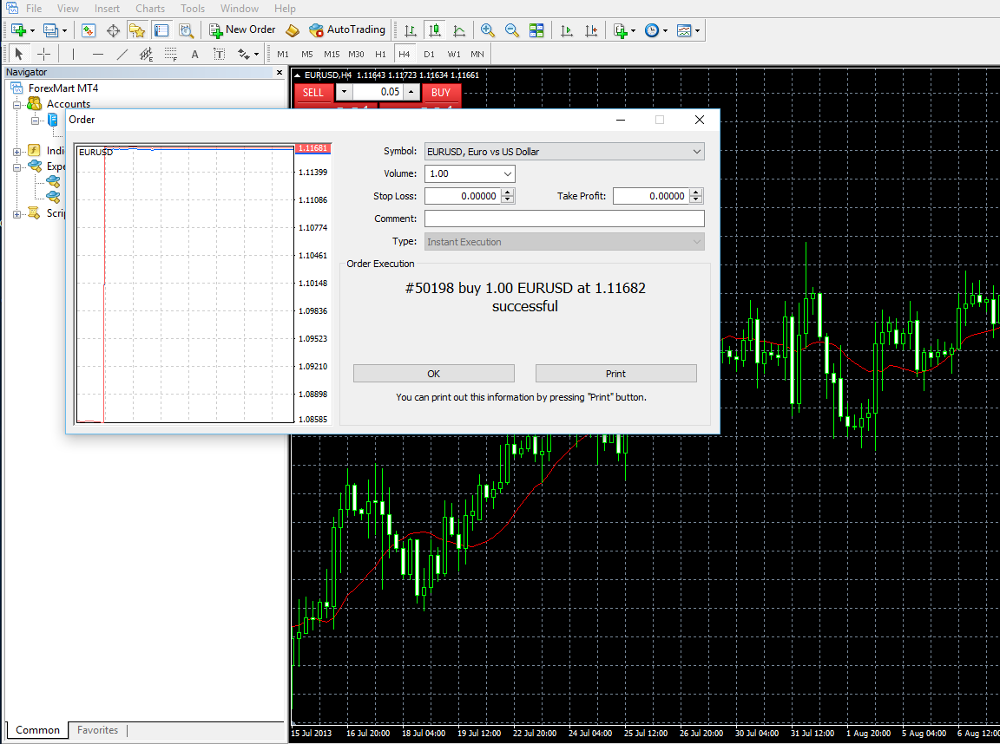 File View Insert Charts Tools Window Help
New Order AutoTrading
A T M1 M5 M15 M30 H1 H4 D1 W1 MN
Navigator
ForexMart MT4
Accounts
Indi
Expe
Scrip
Common Favorites
EURUSD,H4 1.11643 1.11723 1.11634 1.11661
SELL 0.05 BUY
Order
EURUSD
1.11681
1.11399
1.11086
1.10774
1.10461
1.10148
1.09836
1.09523
1.09210
1.08898
1.08585
Symbol: EURUSD, Euro vs US Dollar
Volume: 1.00
Stop Loss: 0.00000 Take Profit: 0.00000
Comment:
Type: Instant Execution
Order Execution
#50198 buy 1.00 EURUSD at 1.11682
successful
OK Print
You can print out this information by pressing "Print" button.
15 Jul 2013 16 Jul 20:00 18 Jul 04:00 19 Jul 12:00 22 Jul 20:00 24 Jul 04:00 25 Jul 12:00 26 Jul 20:00 30 Jul 04:00 31 Jul 12:00 1 Aug 20:00 5 Aug 04:00 6 Aug 12:00